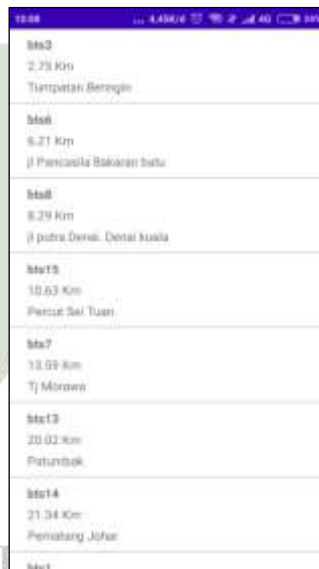 bts3
2.75 Km
Tumpatan Beringin
bts6
6.21 Km
jl Pancasila Bakaran batu
bts8
8.29 Km
jl putra Denai. Denai kuala
bts15
10.63 Km
Percut Sei Tuan
bts7
13.59 Km
Tj Morawa
bts13
20.02 Km
Patumbak
bts14
21.34 Km
Pematang Johar
bts1